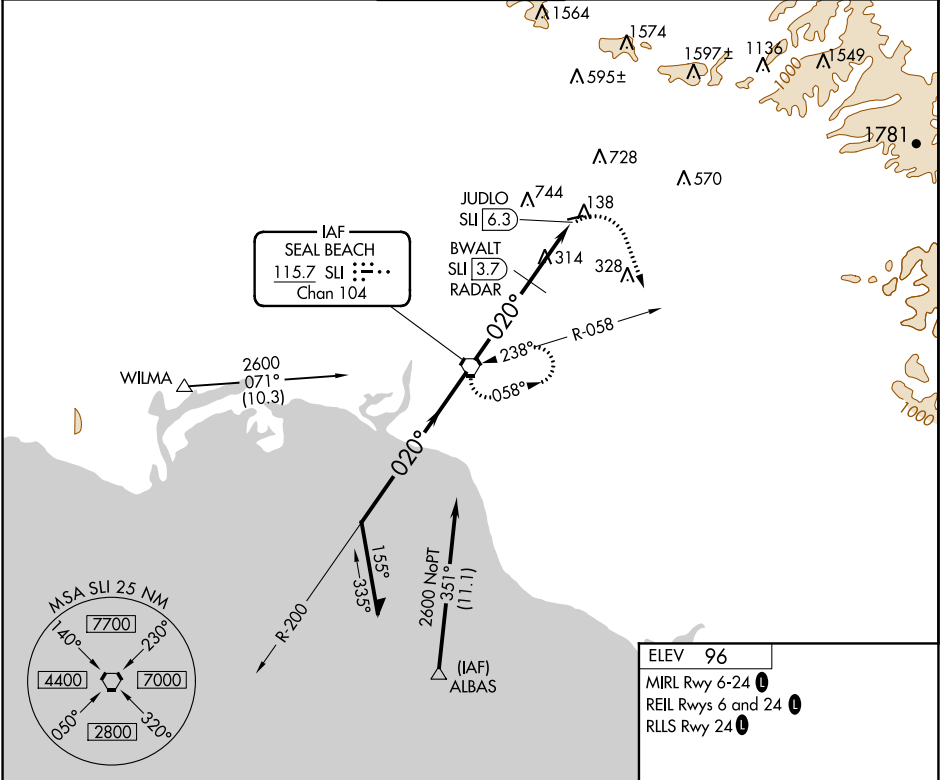 1564
1574
1597±
1136
1549
595±
1000
1781
728
570
744
138
JUDLO
SLI 6.3
BWALT
SLI 3.7
RADAR
314
328
IAF
SEAL BEACH
115.7 SLI
Chan 104
020°
R-058
238°
058°
WILMA
2600
071°
(10.3)
1000
020°
155°
335°
R-200
2600 NoPT
351°
(11.1)
(IAF)
ALBAS
MSA SLI 25 NM
140°
7700
230°
4400
7000
050°
2800
320°
ELEV 96
MIRL Rwy 6-24 L
REIL Rwys 6 and 24 L
RLLS Rwy 24 L